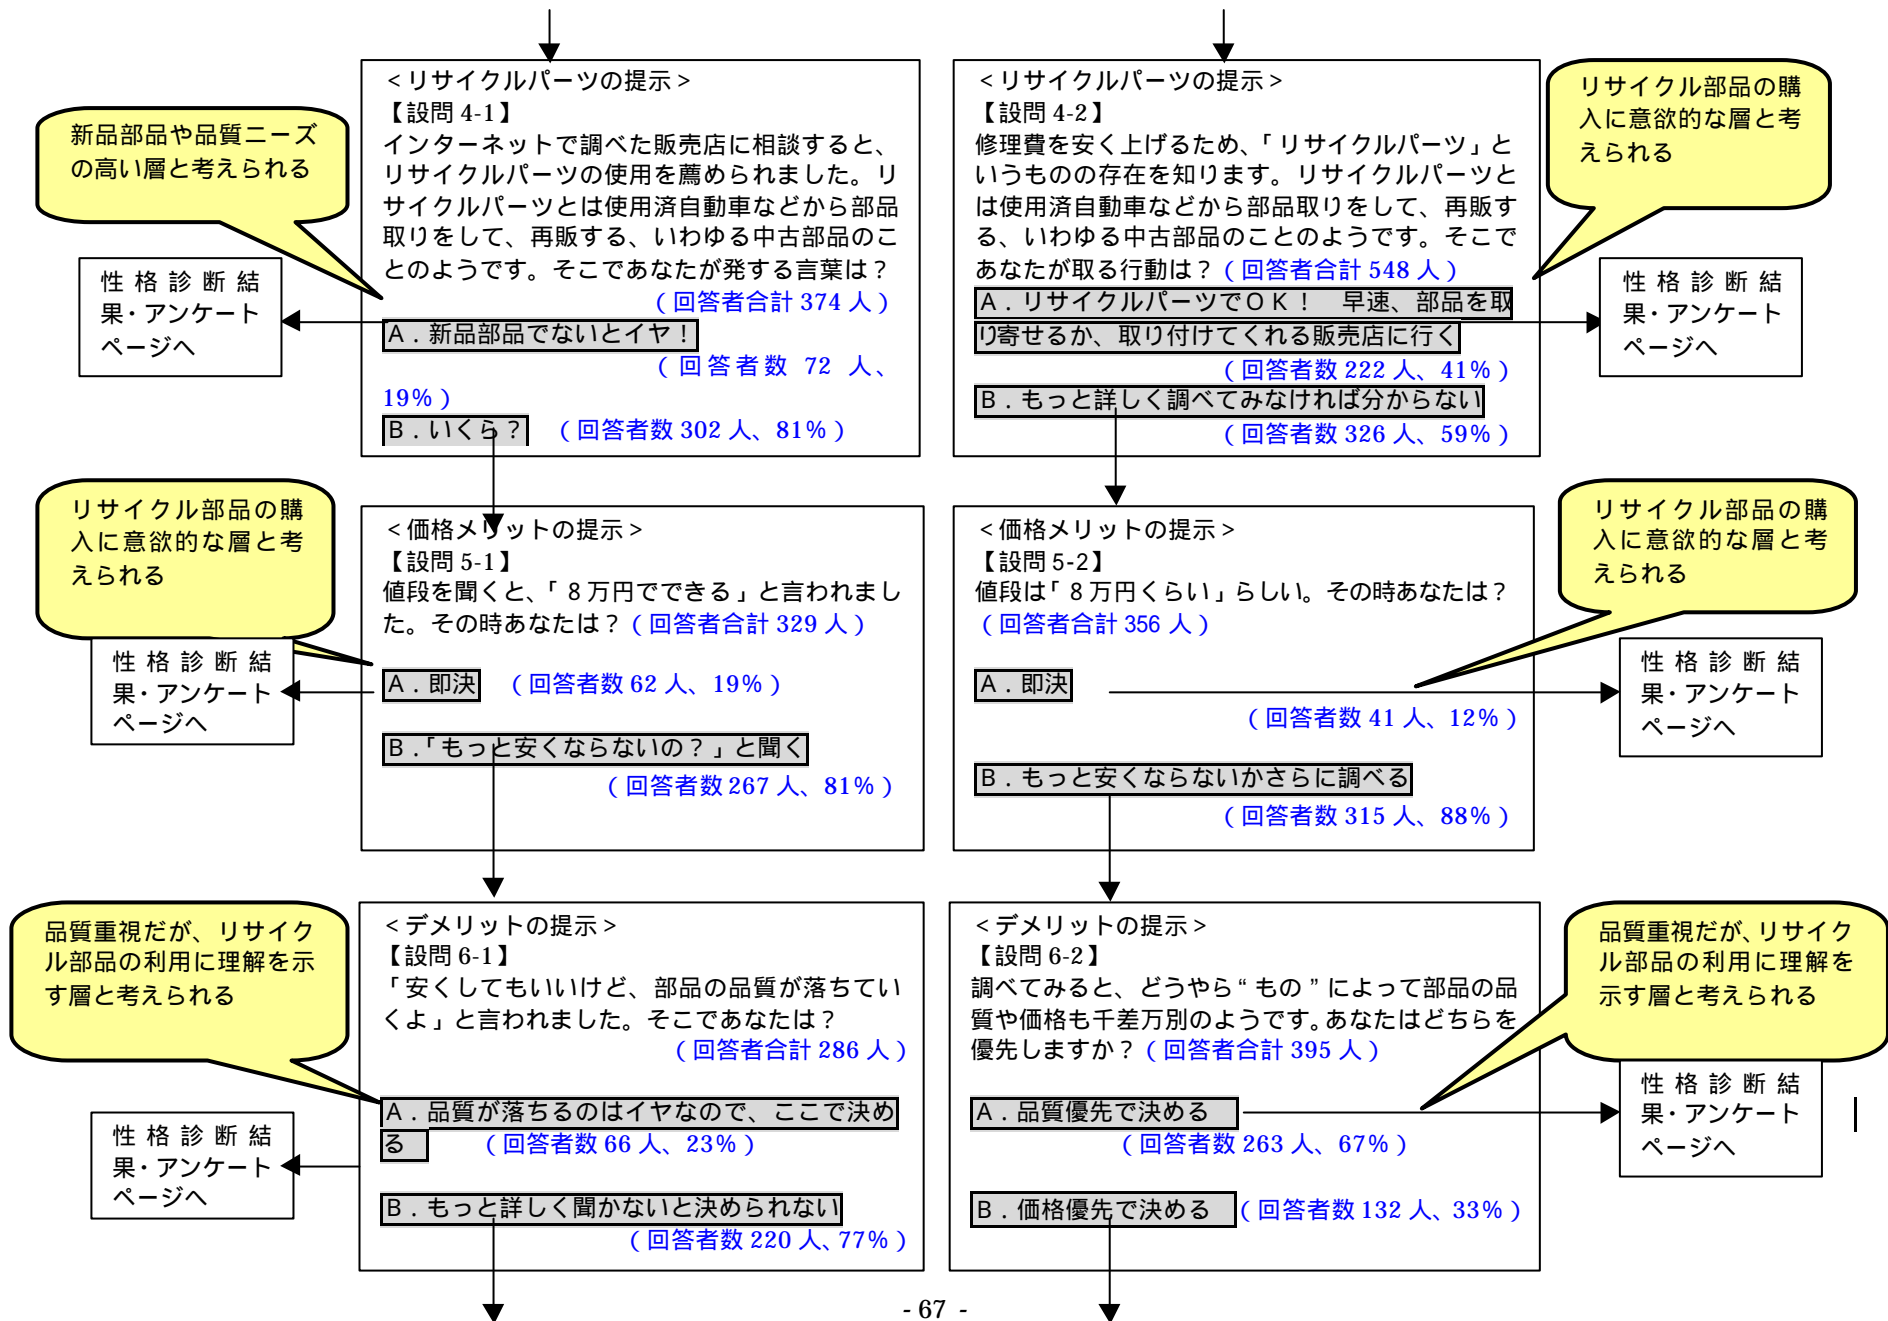 新品部品や品質ニーズ
の高い層と考えられる
性格診断結
果・アンケート
ページへ
＜リサイクルパーツの提示＞
【設問 4-1】
インターネットで調べた販売店に相談すると、
リサイクルパーツの使用を薦められました。リ
サイクルパーツとは使用済自動車などから部品
取りをして、再販する、いわゆる中古部品のこ
とのようです。そこであなたが発する言葉は？
（回答者合計 374 人）
A．新品部品でないとイヤ！
（回答者数 72 人、
19%）
B．いくら？　（回答者数 302 人、81%）
＜リサイクルパーツの提示＞
【設問 4-2】
修理費を安く上げるため、「リサイクルパーツ」と
いうものの存在を知ります。リサイクルパーツと
は使用済自動車などから部品取りをして、再販す
る、いわゆる中古部品のことのようです。そこで
あなたが取る行動は？（回答者合計 548 人）
A．リサイクルパーツでＯＫ！　早速、部品を取
り寄せるか、取り付けてくれる販売店に行く
（回答者数 222 人、41%）
B．もっと詳しく調べてみなければ分からない
（回答者数 326 人、59%）
リサイクル部品の購
入に意欲的な層と考
えられる
性格診断結
果・アンケート
ページへ
リサイクル部品の購
入に意欲的な層と考
えられる
性格診断結
果・アンケート
ページへ
＜価格メリットの提示＞
【設問 5-1】
値段を聞くと、「８万円でできる」と言われまし
た。その時あなたは？（回答者合計 329 人）
A．即決　（回答者数 62 人、19%）
B．「もっと安くならないの？」と聞く
（回答者数 267 人、81%）
＜価格メリットの提示＞
【設問 5-2】
値段は「８万円くらい」らしい。その時あなたは？
（回答者合計 356 人）
A．即決
（回答者数 41 人、12%）
B．もっと安くならないかさらに調べる
（回答者数 315 人、88%）
リサイクル部品の購
入に意欲的な層と考
えられる
性格診断結
果・アンケート
ページへ
品質重視だが、リサイク
ル部品の利用に理解を示
す層と考えられる
性格診断結
果・アンケート
ページへ
＜デメリットの提示＞
【設問 6-1】
「安くしてもいいけど、部品の品質が落ちてい
くよ」と言われました。そこであなたは？
（回答者合計 286 人）
A．品質が落ちるのはイヤなので、ここで決め
る　（回答者数 66 人、23%）
B．もっと詳しく聞かないと決められない
（回答者数 220 人、77%）
＜デメリットの提示＞
【設問 6-2】
調べてみると、どうやら“もの”によって部品の品
質や価格も千差万別のようです。あなたはどちらを
優先しますか？（回答者合計 395 人）
A．品質優先で決める
（回答者数 263 人、67%）
B．価格優先で決める　（回答者数 132 人、33%）
品質重視だが、リサイク
ル部品の利用に理解を
示す層と考えられる
性格診断結
果・アンケート
ページへ
- 67 -